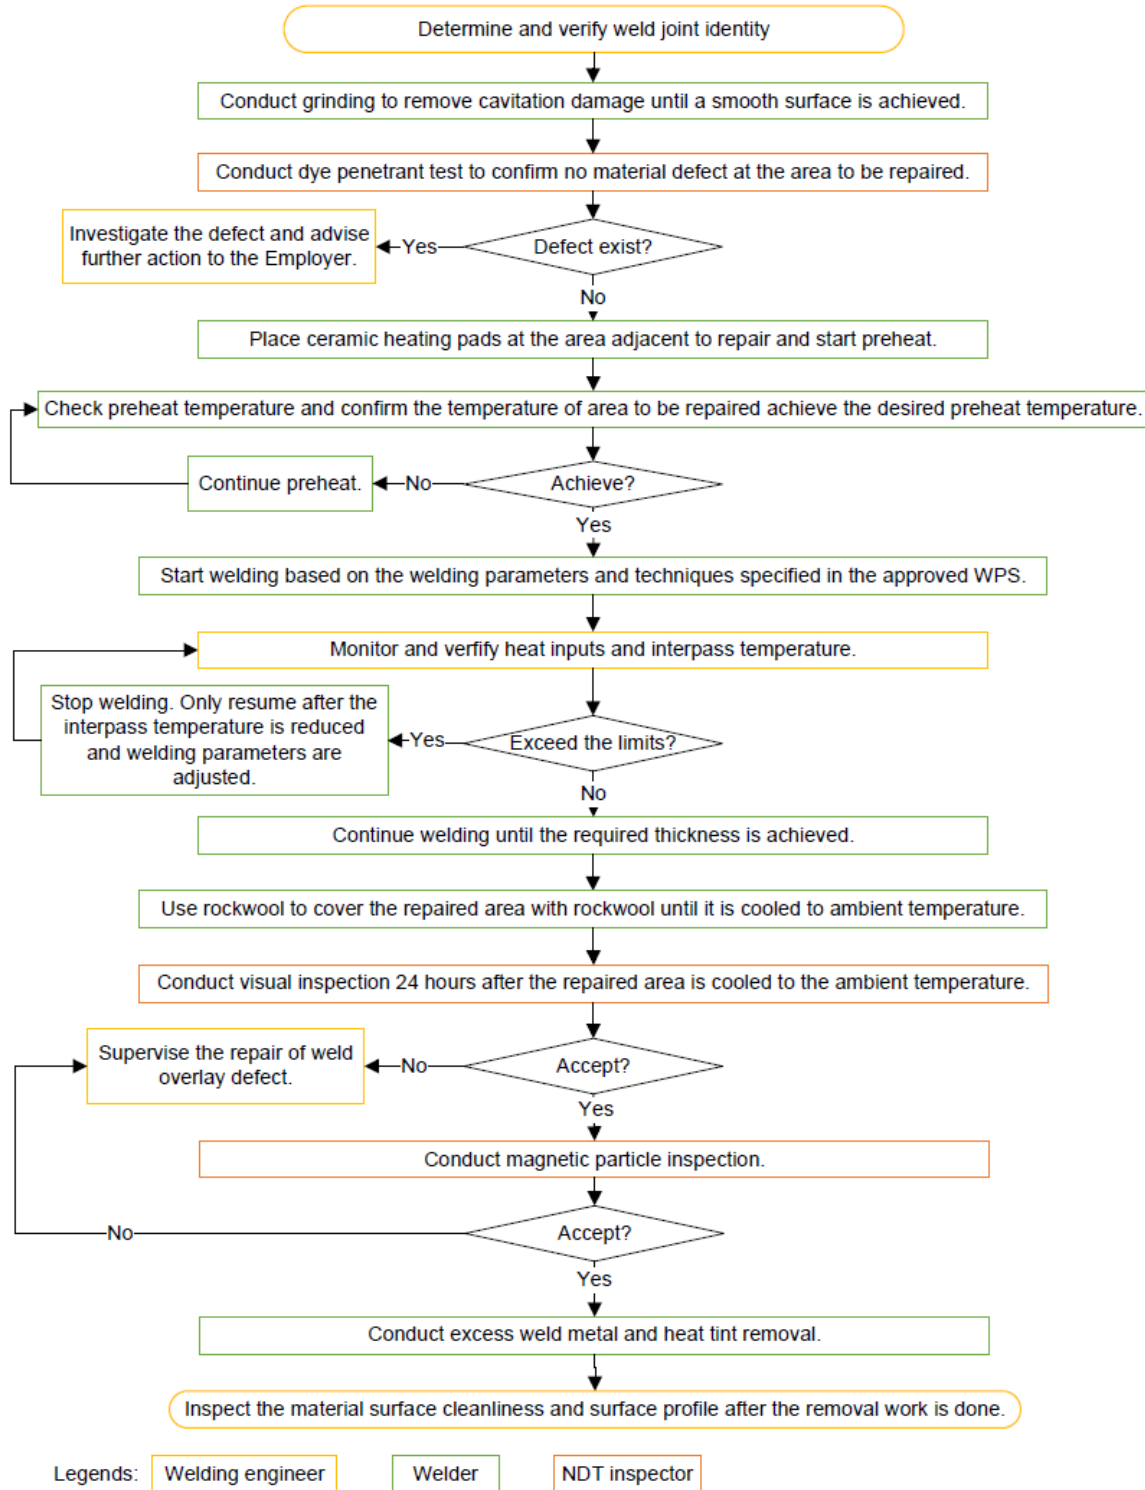 Determine and verify weld joint identity
Conduct grinding to remove cavitation damage until a smooth surface is achieved.
Conduct dye penetrant test to confirm no material defect at the area to be repaired.
Investigate the defect and advise
further action to the Employer.
Yes
Defect exist?
No
Place ceramic heating pads at the area adjacent to repair and start preheat.
Check preheat temperature and confirm the temperature of area to be repaired achieve the desired preheat temperature.
Continue preheat.
No
Achieve?
Yes
Start welding based on the welding parameters and techniques specified in the approved WPS.
Monitor and verfify heat inputs and interpass temperature.
Stop welding. Only resume after the
interpass temperature is reduced
and welding parameters are
adjusted.
Yes
Exceed the limits?
No
Continue welding until the required thickness is achieved.
Use rockwool to cover the repaired area with rockwool until it is cooled to ambient temperature.
Conduct visual inspection 24 hours after the repaired area is cooled to the ambient temperature.
Supervise the repair of weld
overlay defect.
No
Accept?
Yes
Conduct magnetic particle inspection.
No
Accept?
Yes
Conduct excess weld metal and heat tint removal.
Inspect the material surface cleanliness and surface profile after the removal work is done.
Legends: Welding engineer Welder NDT inspector